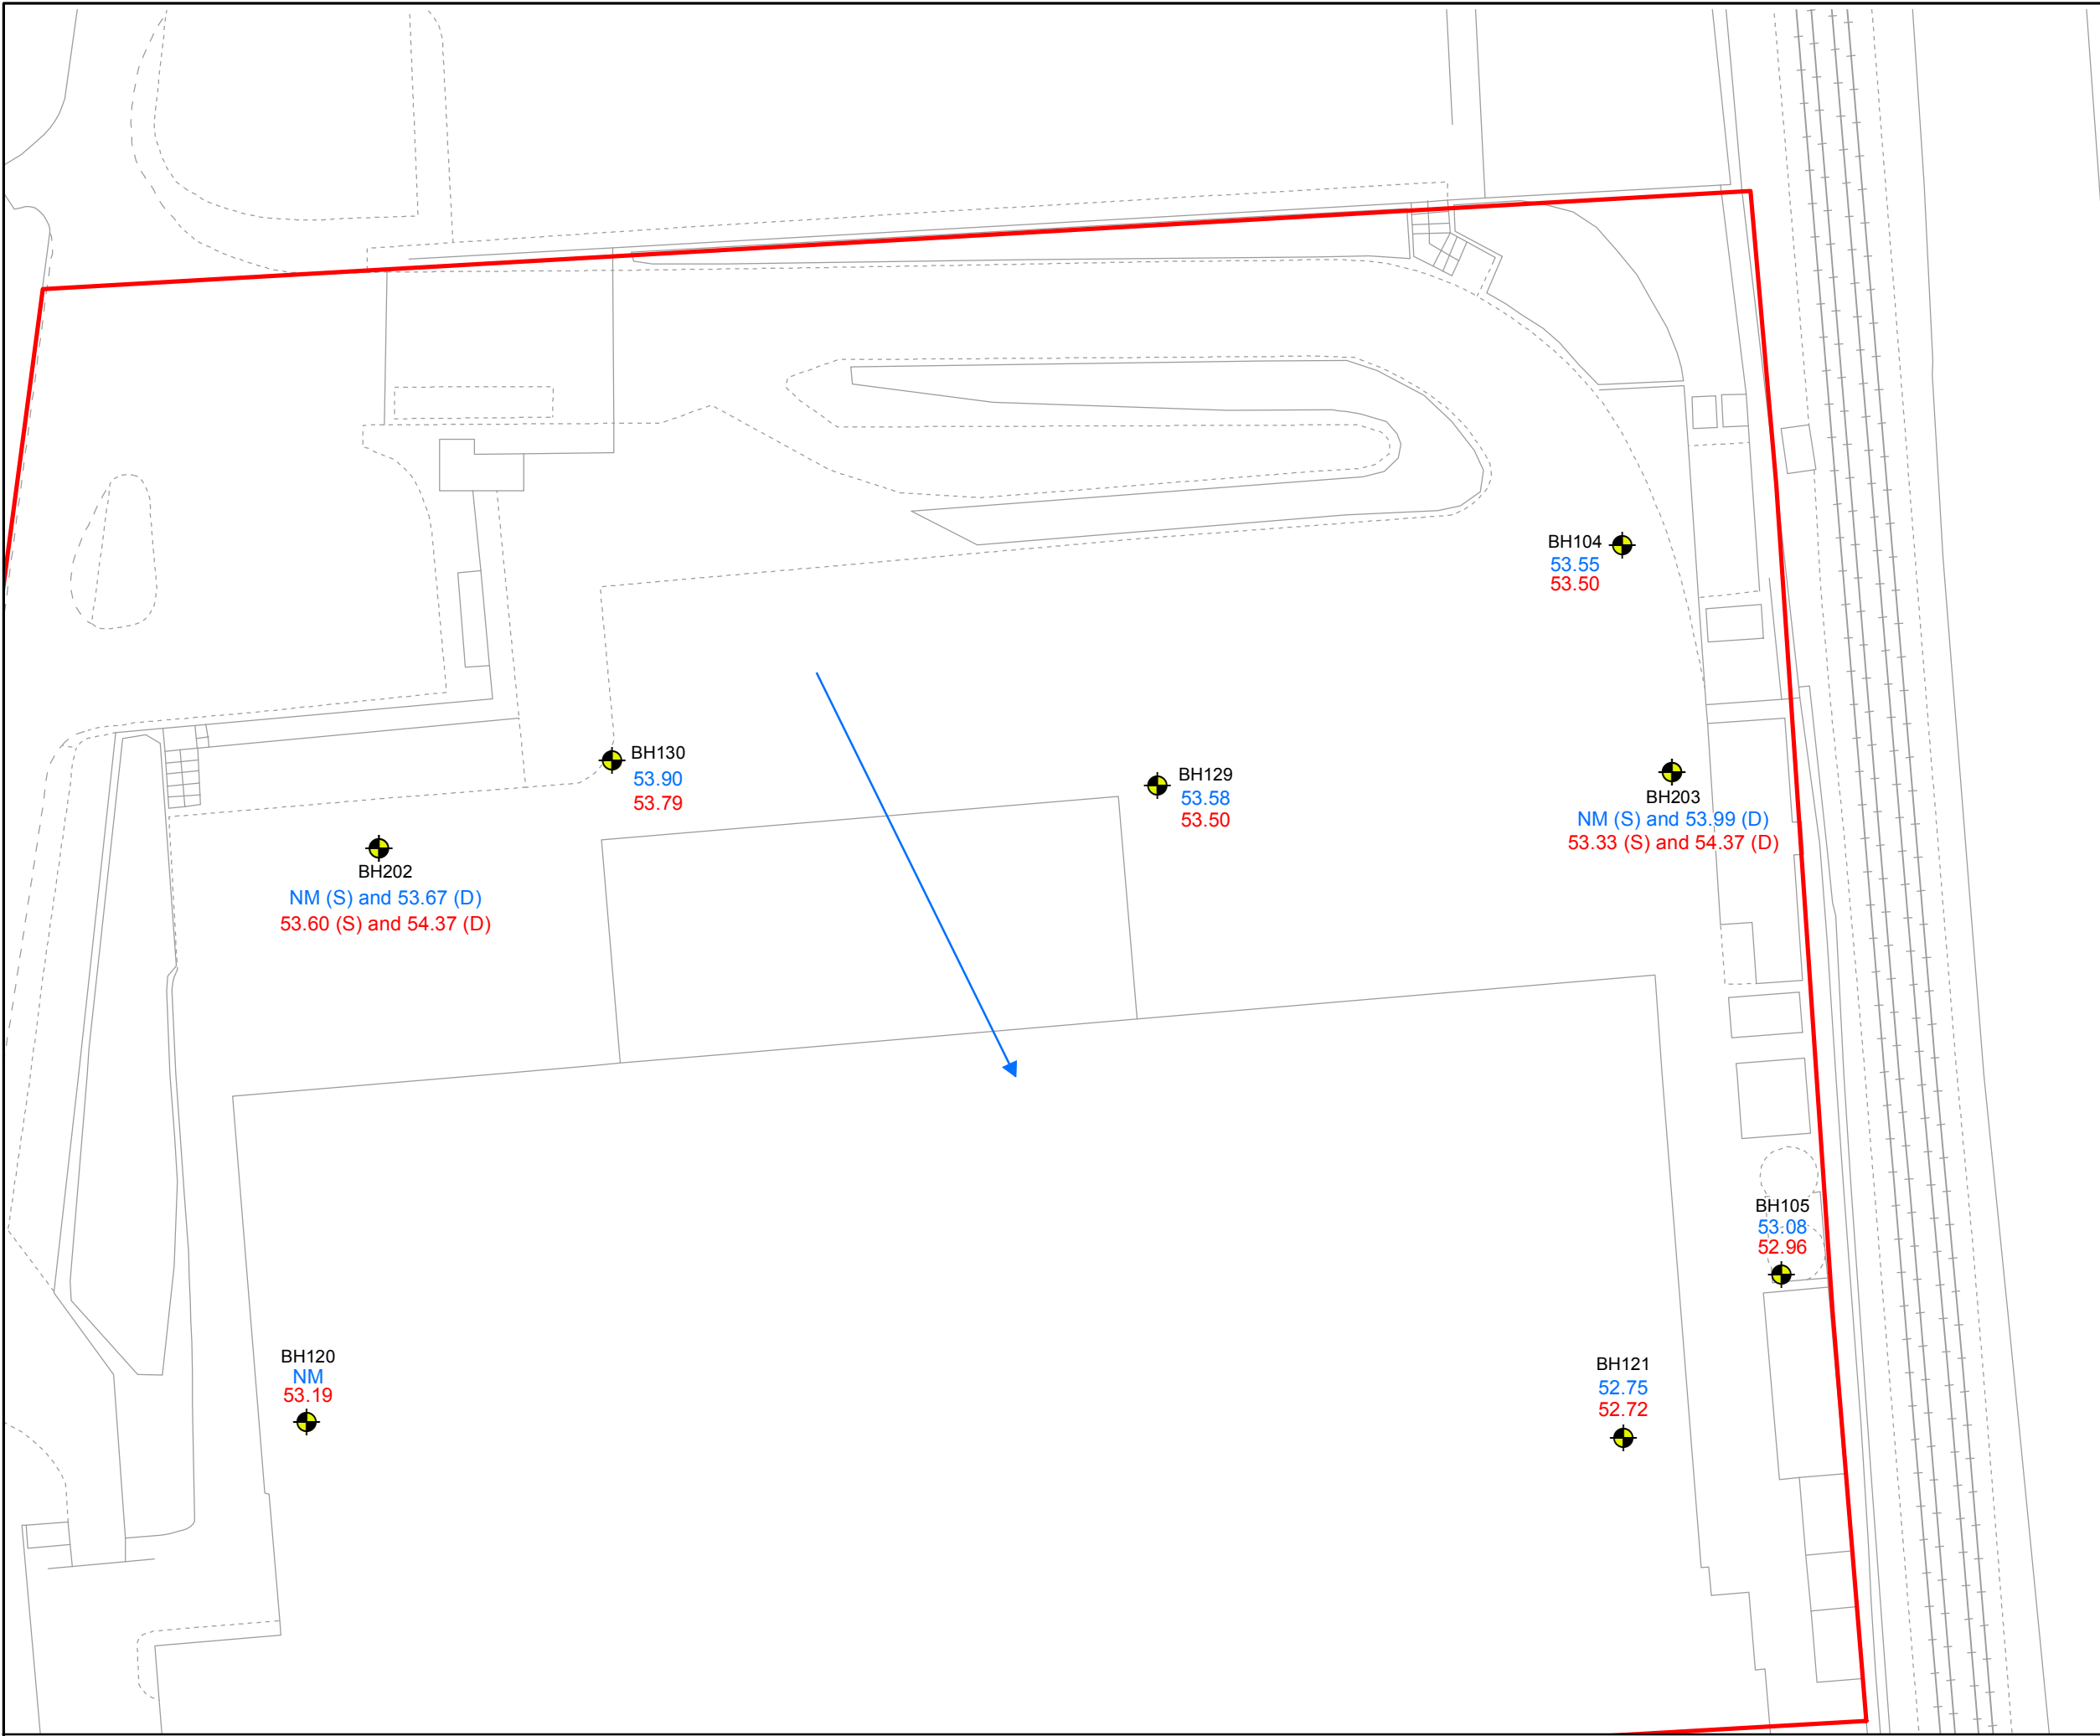 BH104
53.55
53.50
BH130
53.90
53.79
BH129
53.58
53.50
BH203
NM (S) and 53.99 (D)
53.33 (S) and 54.37 (D)
BH202
NM (S) and 53.67 (D)
53.60 (S) and 54.37 (D)
BH105
53.08
52.96
BH120
NM
53.19
BH121
52.75
52.72